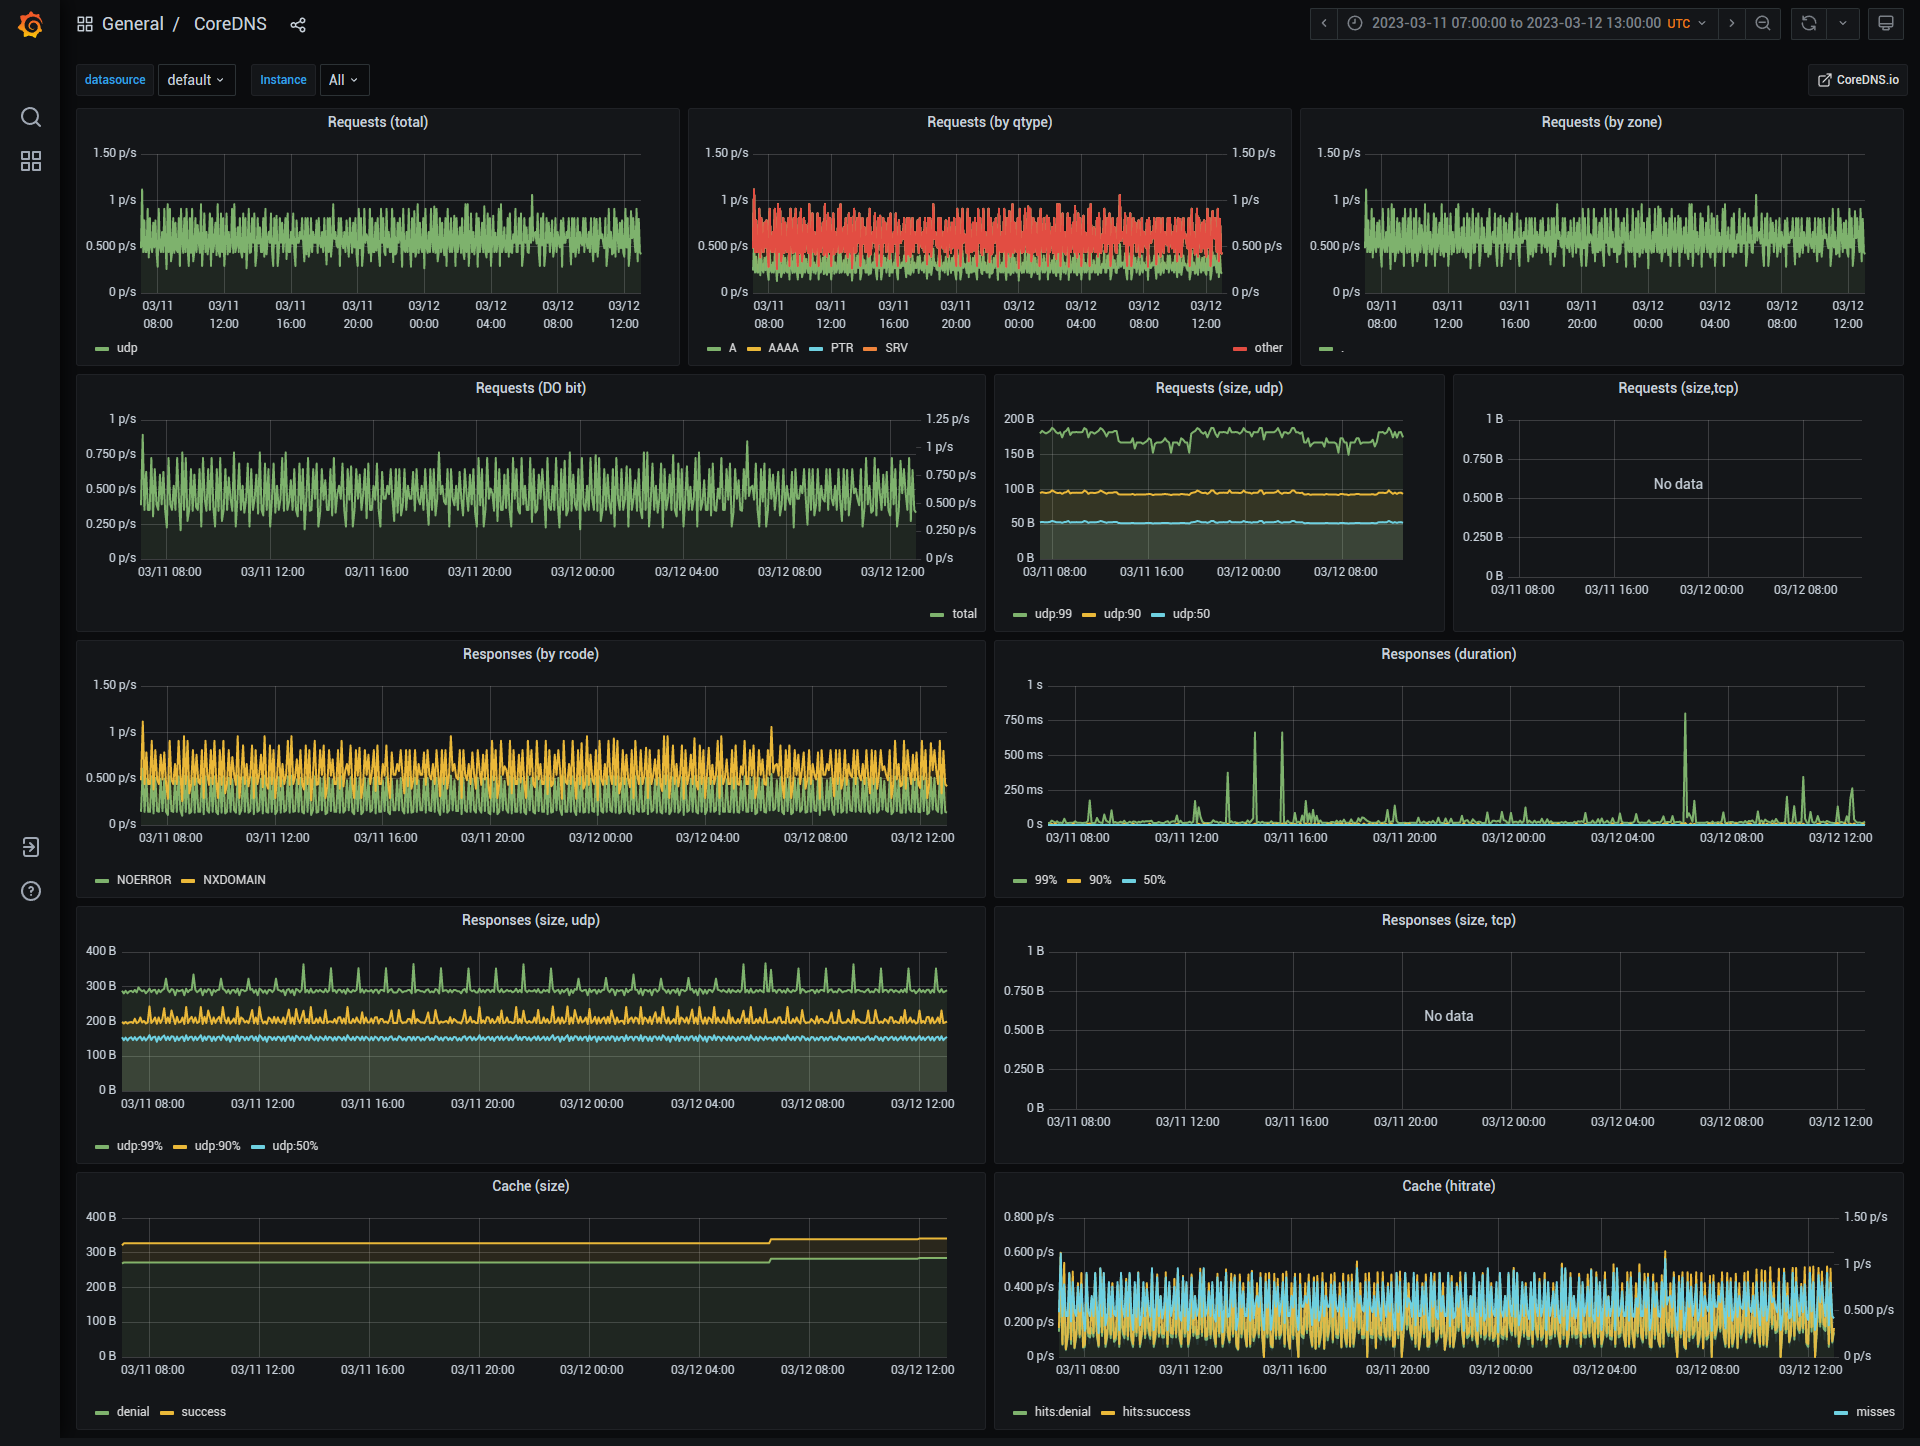 General / CoreDNS
2023-03-11 07:00:00 to 2023-03-12 13:00:00 UTC
datasource default Instance All
CoreDNS.io
Requests (total)
1.50 p/s
1 p/s
0.500 p/s
0 p/s
03/11 03/11 03/11 03/11 03/12 03/12 03/12 03/12
08:00 12:00 16:00 20:00 00:00 04:00 08:00 12:00
udp
Requests (by qtype)
1.50 p/s 1.50 p/s
1 p/s 1 p/s
0.500 p/s 0.500 p/s
0 p/s 0 p/s
03/11 03/11 03/11 03/11 03/12 03/12 03/12 03/12
08:00 12:00 16:00 20:00 00:00 04:00 08:00 12:00
A AAAA PTR SRV other
Requests (by zone)
1.50 p/s
1 p/s
0.500 p/s
0 p/s
03/11 03/11 03/11 03/11 03/12 03/12 03/12 03/12
08:00 12:00 16:00 20:00 00:00 04:00 08:00 12:00
.
Requests (DO bit)
1 p/s 1.25 p/s
0.750 p/s 1 p/s
0.500 p/s 0.750 p/s
0.250 p/s 0.500 p/s
0 p/s 0.250 p/s
0 p/s
03/11 08:00 03/11 12:00 03/11 16:00 03/11 20:00 03/12 00:00 03/12 04:00 03/12 08:00 03/12 12:00
total
Requests (size, udp)
200 B
150 B
100 B
50 B
0 B
03/11 08:00 03/11 16:00 03/12 00:00 03/12 08:00
udp:99 udp:90 udp:50
Requests (size,tcp)
1 B
0.750 B
No data
0.500 B
0.250 B
0 B
03/11 08:00 03/11 16:00 03/12 00:00 03/12 08:00
Responses (by rcode)
1.50 p/s
1 p/s
0.500 p/s
0 p/s
03/11 08:00 03/11 12:00 03/11 16:00 03/11 20:00 03/12 00:00 03/12 04:00 03/12 08:00 03/12 12:00
NOERROR NXDOMAIN
Responses (duration)
1 s
750 ms
500 ms
250 ms
0 s
03/11 08:00 03/11 12:00 03/11 16:00 03/11 20:00 03/12 00:00 03/12 04:00 03/12 08:00 03/12 12:00
99% 90% 50%
Responses (size, udp)
400 B
300 B
200 B
100 B
0 B
03/11 08:00 03/11 12:00 03/11 16:00 03/11 20:00 03/12 00:00 03/12 04:00 03/12 08:00 03/12 12:00
udp:99% udp:90% udp:50%
Responses (size, tcp)
1 B
0.750 B
No data
0.500 B
0.250 B
0 B
03/11 08:00 03/11 12:00 03/11 16:00 03/11 20:00 03/12 00:00 03/12 04:00 03/12 08:00 03/12 12:00
Cache (size)
400 B
300 B
200 B
100 B
0 B
03/11 08:00 03/11 12:00 03/11 16:00 03/11 20:00 03/12 00:00 03/12 04:00 03/12 08:00 03/12 12:00
denial success
Cache (hitrate)
0.800 p/s 1.50 p/s
0.600 p/s 1 p/s
0.400 p/s 0.500 p/s
0.200 p/s
0 p/s 0 p/s
03/11 08:00 03/11 12:00 03/11 16:00 03/11 20:00 03/12 00:00 03/12 04:00 03/12 08:00 03/12 12:00
hits:denial hits:success misses